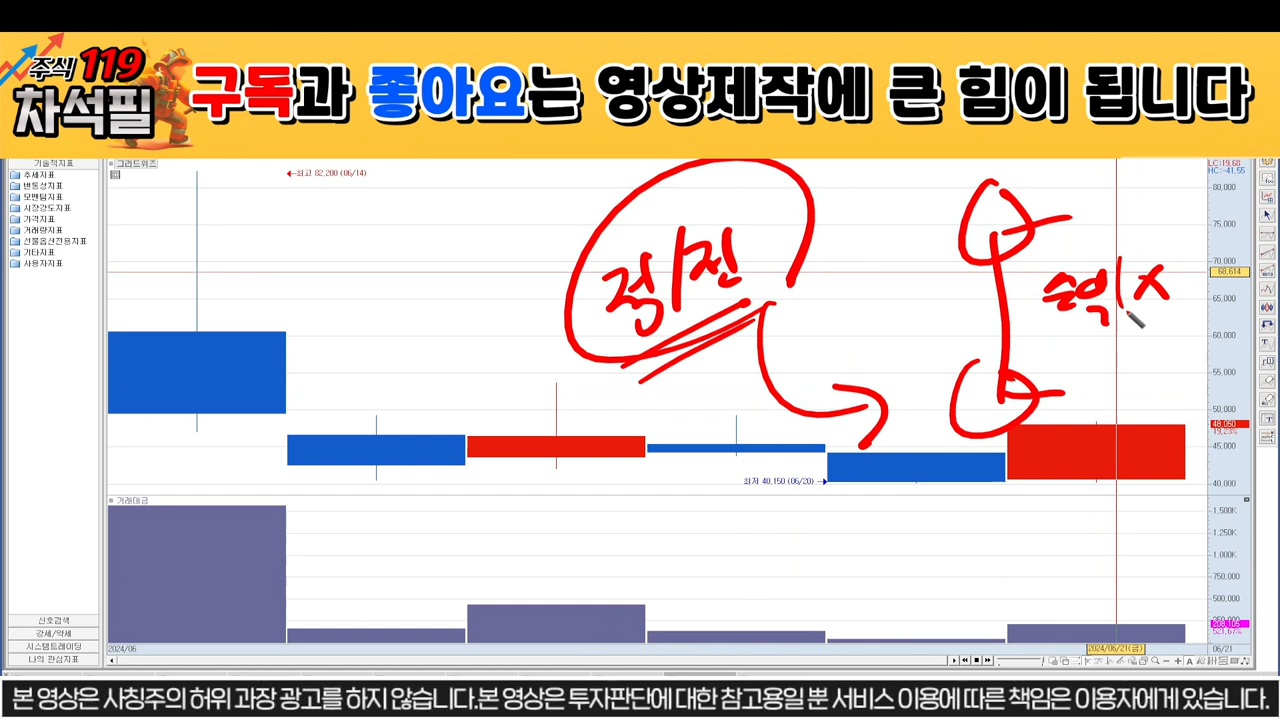 주식 119
차석필
구독과 좋아요는 영상제작에 큰 힘이 됩니다
기술적지표
추세지표
변동성지표
모멘텀지표
시장강도지표
가격지표
거래량지표
선물옵션전용지표
기타지표
사용자지표
신호검색
강세/약세
시스템트레이딩
나의 관심지표
그리드위즈
최고 82,200 (06/14)
LC:19.68
HC:-41,55
80,000
75,000
70,000
68,614
65,000
60,000
55,000
50,000
48,050
19,23%
45,000
40,000
최저 40,150 (06/20)
수익 X
거래대금
1,500K
1,250K
1,000K
750,000
500,000
208,105
521,67%
2024/06
2024/06/21(금)
06/21
본 영상은 사칭주의 허위 과장 광고를 하지 않습니다.본 영상은 투자판단에 대한 참고용일 뿐 서비스 이용에 따른 책임은 이용자에게 있습니다.